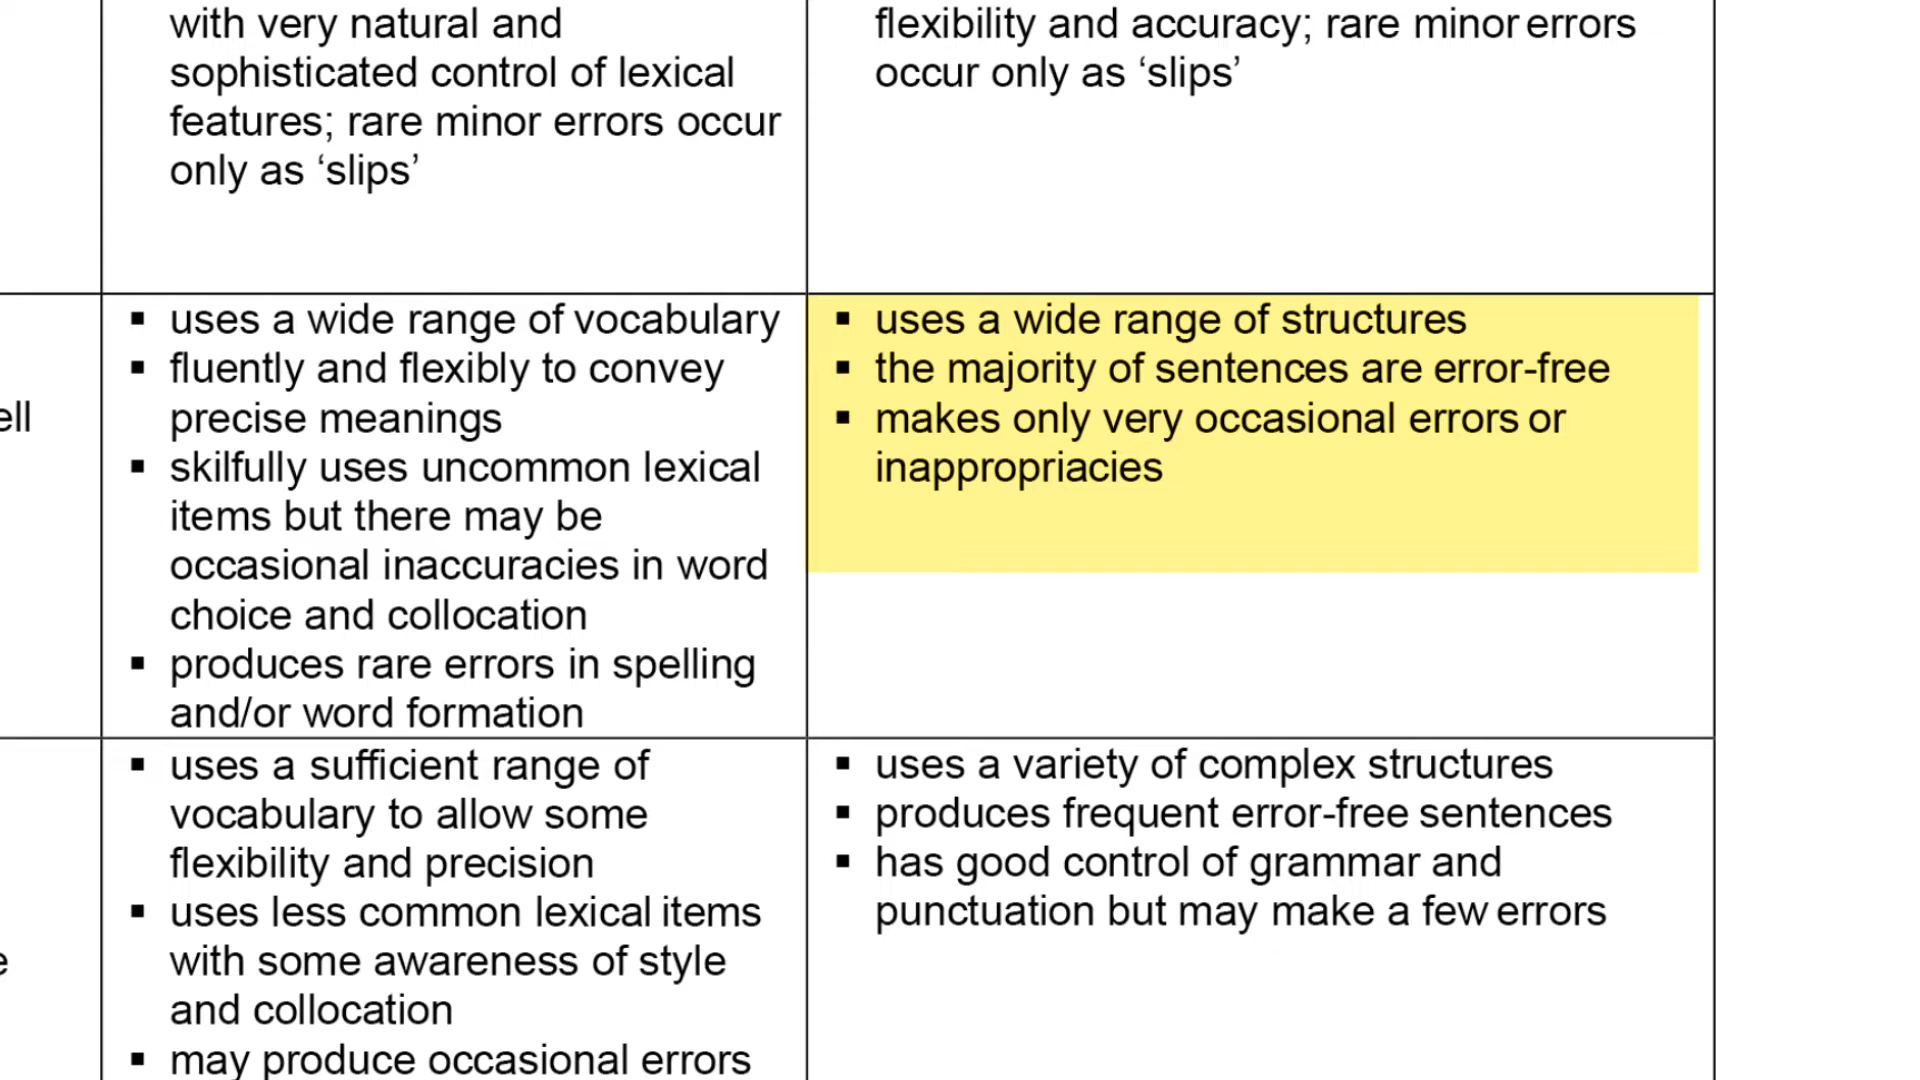 with very natural and
sophisticated control of lexical
features; rare minor errors occur
only as ‘slips’
flexibility and accuracy; rare minor errors
occur only as ‘slips’
ell
▪ uses a wide range of vocabulary
▪ fluently and flexibly to convey
precise meanings
▪ skilfully uses uncommon lexical
items but there may be
occasional inaccuracies in word
choice and collocation
▪ produces rare errors in spelling
and/or word formation
▪ uses a wide range of structures
▪ the majority of sentences are error-free
▪ makes only very occasional errors or
inappropriacies
e
▪ uses a sufficient range of
vocabulary to allow some
flexibility and precision
▪ uses less common lexical items
with some awareness of style
and collocation
▪ may produce occasional errors
▪ uses a variety of complex structures
▪ produces frequent error-free sentences
▪ has good control of grammar and
punctuation but may make a few errors